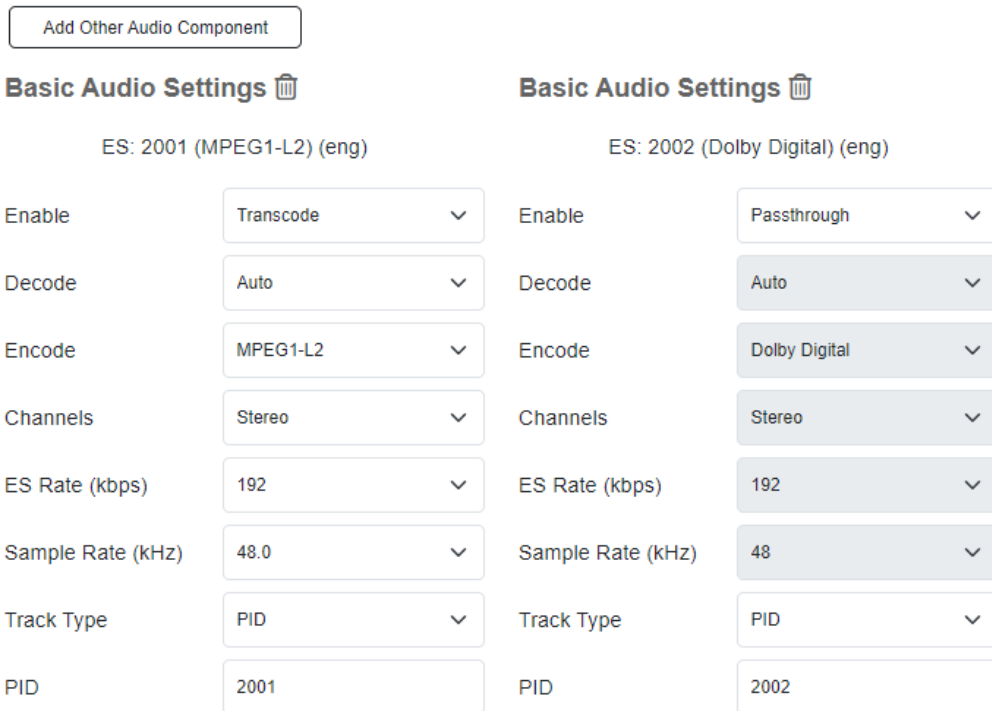 Add Other Audio Component
Basic Audio Settings
ES: 2001 (MPEG1-L2) (eng)
Enable Transcode
Decode Auto
Encode MPEG1-L2
Channels Stereo
ES Rate (kbps) 192
Sample Rate (kHz) 48.0
Track Type PID
PID 2001
Basic Audio Settings
ES: 2002 (Dolby Digital) (eng)
Enable Passthrough
Decode Auto
Encode Dolby Digital
Channels Stereo
ES Rate (kbps) 192
Sample Rate (kHz) 48
Track Type PID
PID 2002